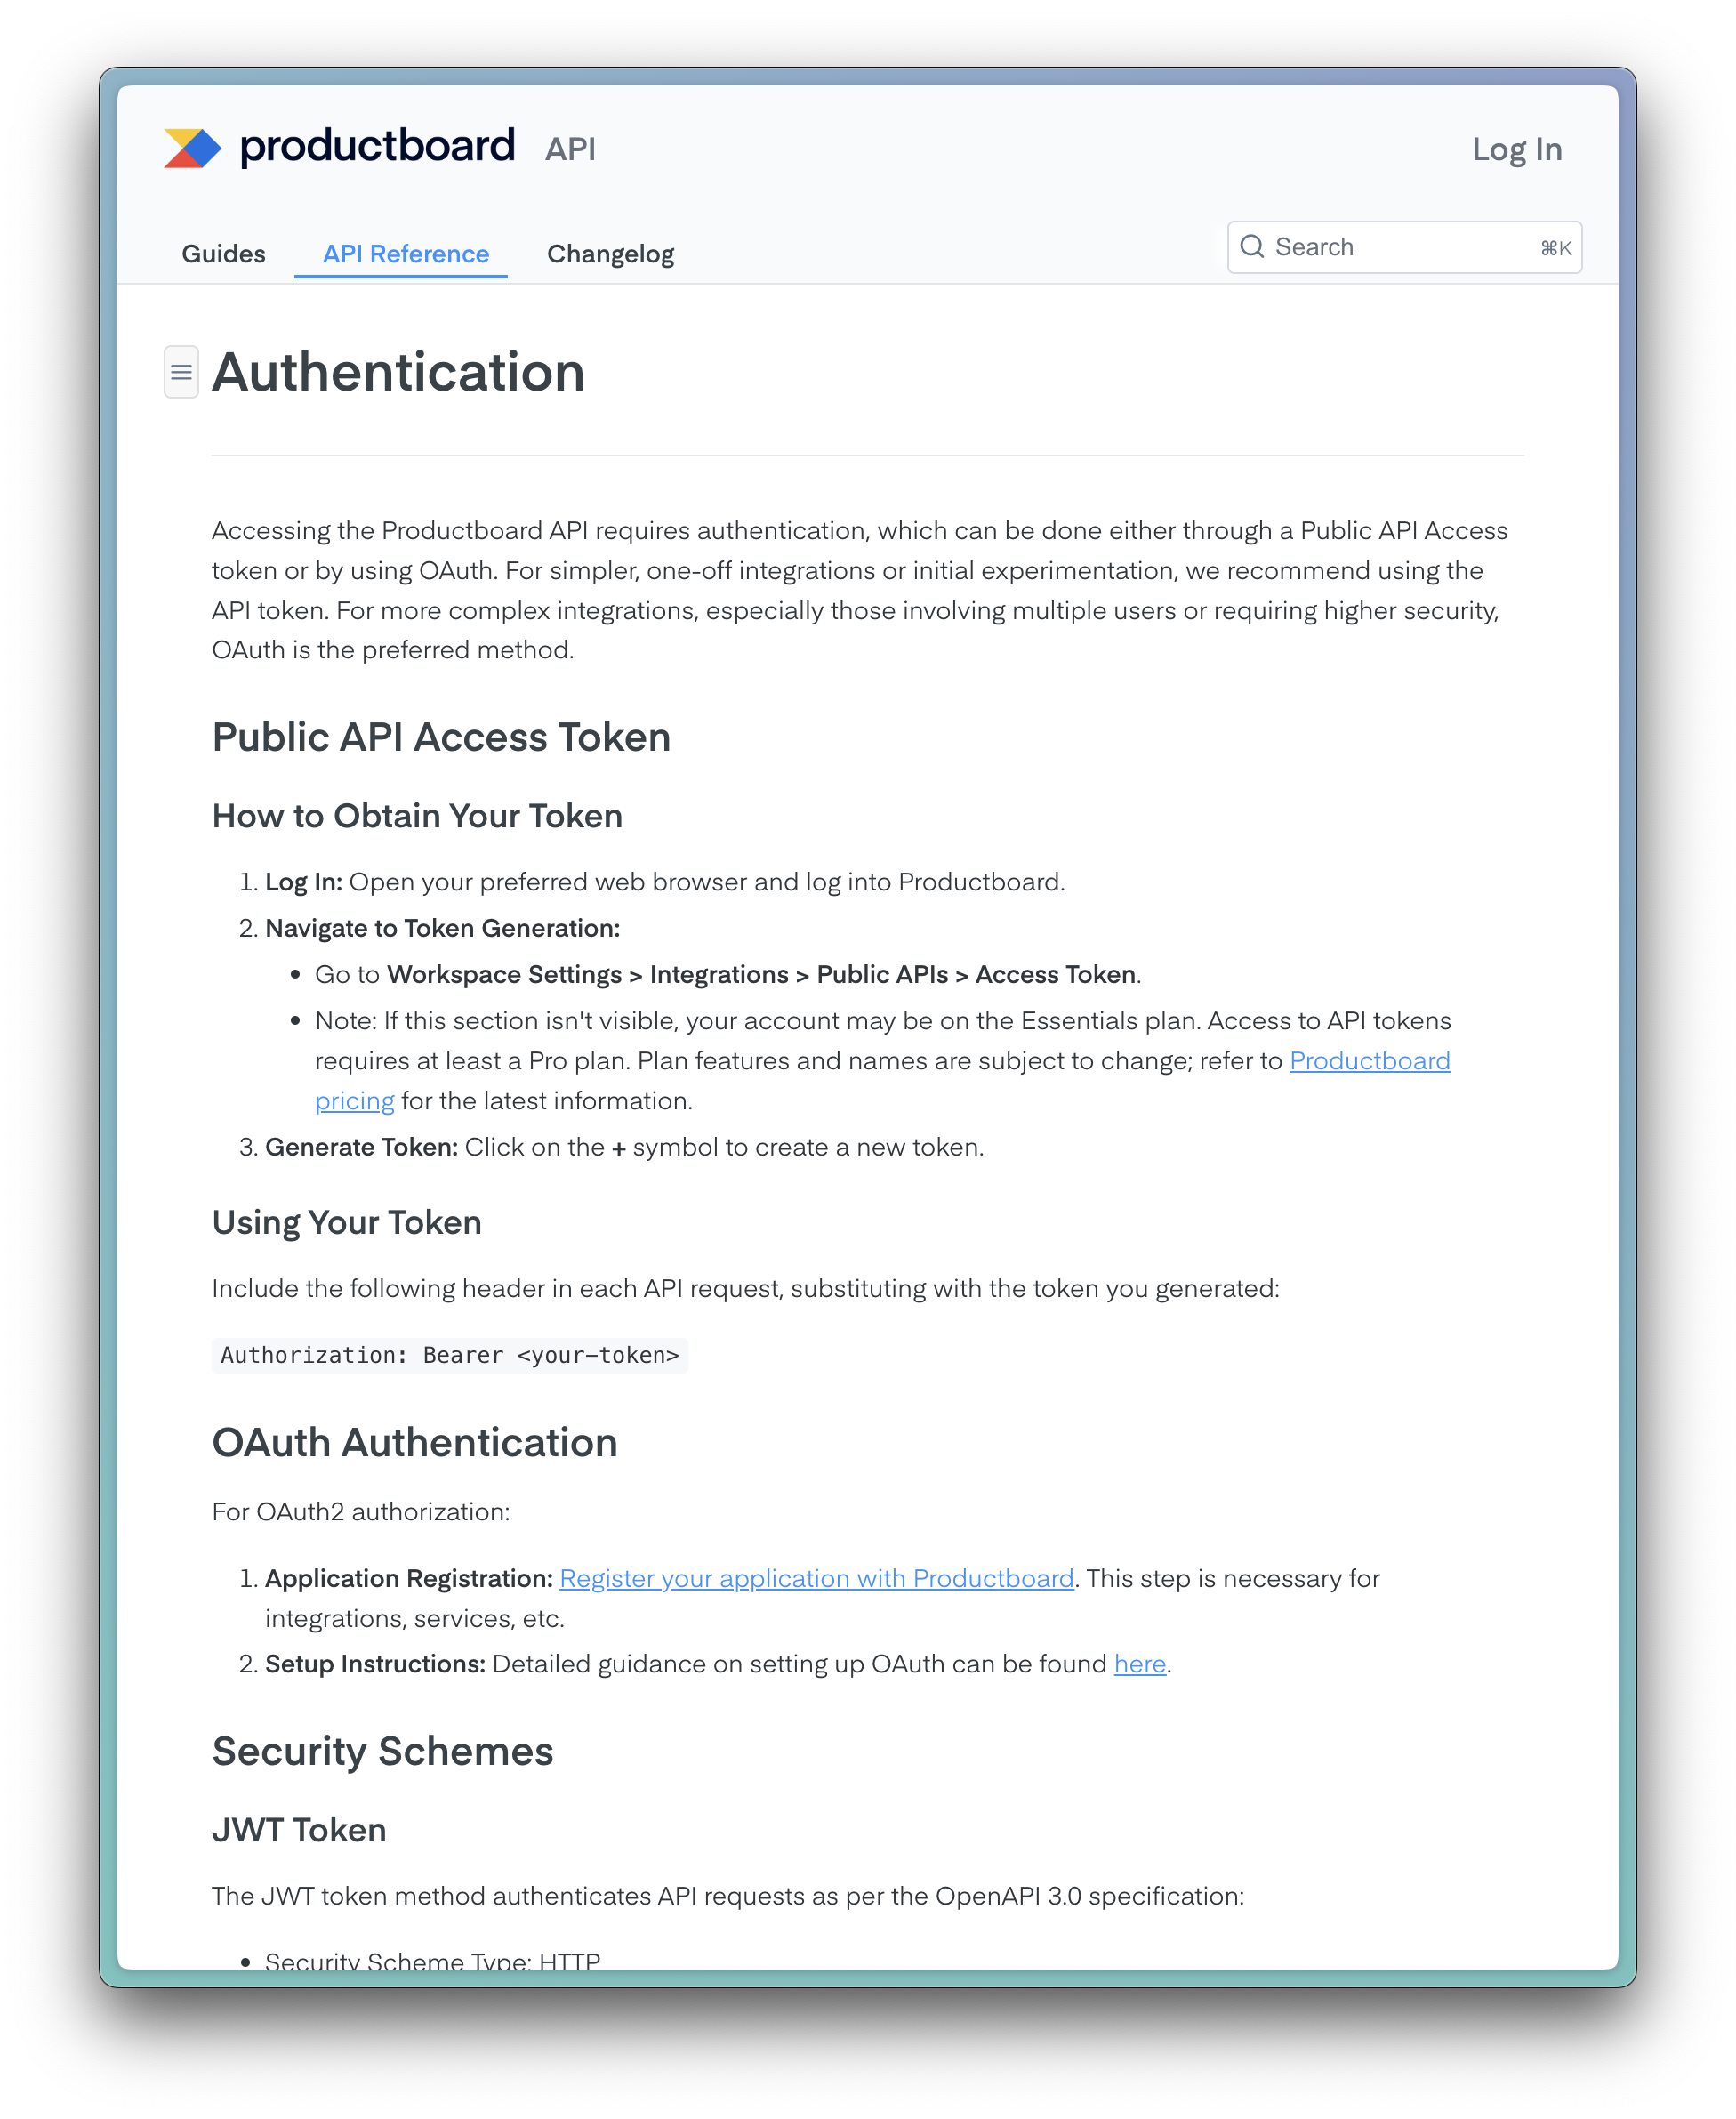 productboard API
Log In
Guides
API Reference
Changelog
Search
⌘K
Authentication
Accessing the Productboard API requires authentication, which can be done either through a Public API Access
token or by using OAuth. For simpler, one-off integrations or initial experimentation, we recommend using the
API token. For more complex integrations, especially those involving multiple users or requiring higher security,
OAuth is the preferred method.
Public API Access Token
How to Obtain Your Token
1. Log In: Open your preferred web browser and log into Productboard.
2. Navigate to Token Generation:
• Go to Workspace Settings > Integrations > Public APIs > Access Token.
• Note: If this section isn't visible, your account may be on the Essentials plan. Access to API tokens
requires at least a Pro plan. Plan features and names are subject to change; refer to Productboard
pricing for the latest information.
3. Generate Token: Click on the + symbol to create a new token.
Using Your Token
Include the following header in each API request, substituting with the token you generated:
Authorization: Bearer <your-token>
OAuth Authentication
For OAuth2 authorization:
1. Application Registration: Register your application with Productboard. This step is necessary for
integrations, services, etc.
2. Setup Instructions: Detailed guidance on setting up OAuth can be found here.
Security Schemes
JWT Token
The JWT token method authenticates API requests as per the OpenAPI 3.0 specification:
• Security Scheme Type: HTTP